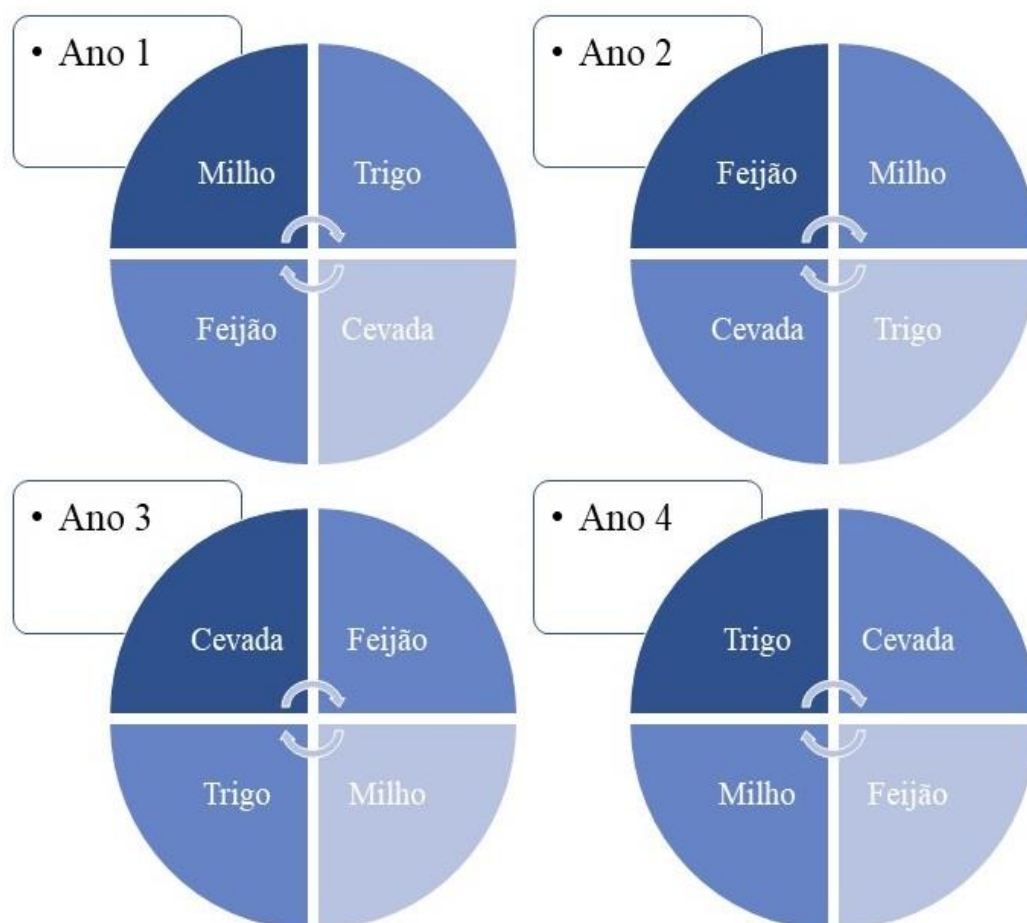 • Ano 1
Milho
Trigo
Feijão
Cevada
• Ano 2
Feijão
Milho
Cevada
Trigo
• Ano 3
Cevada
Feijão
Trigo
Milho
• Ano 4
Trigo
Cevada
Milho
Feijão